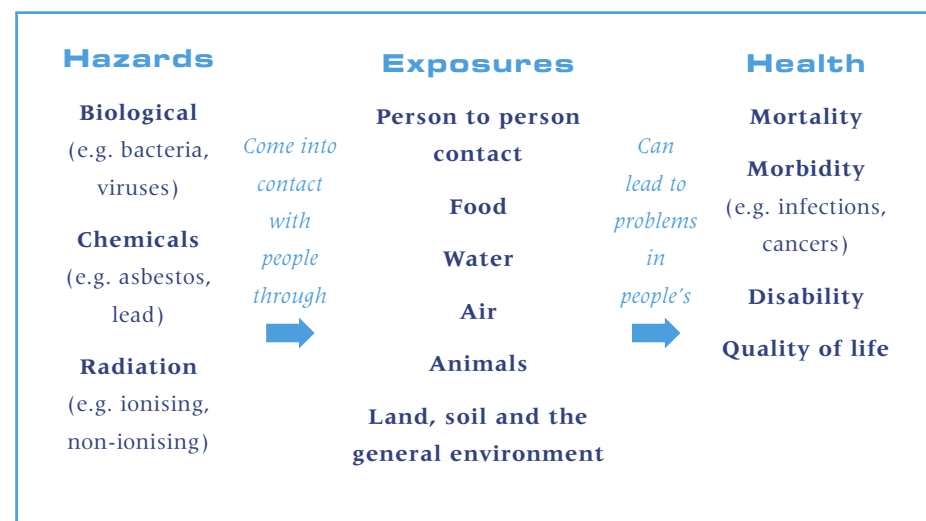 Hazards
Biological
(e.g. bacteria,
viruses)
Chemicals
(e.g. asbestos,
lead)
Radiation
(e.g. ionising,
non-ionising)
Come into
contact
with
people
through
Exposures
Person to person
contact
Food
Water
Air
Animals
Land, soil and the
general environment
Can
lead to
problems
in
people's
Health
Mortality
Morbidity
(e.g. infections,
cancers)
Disability
Quality of life